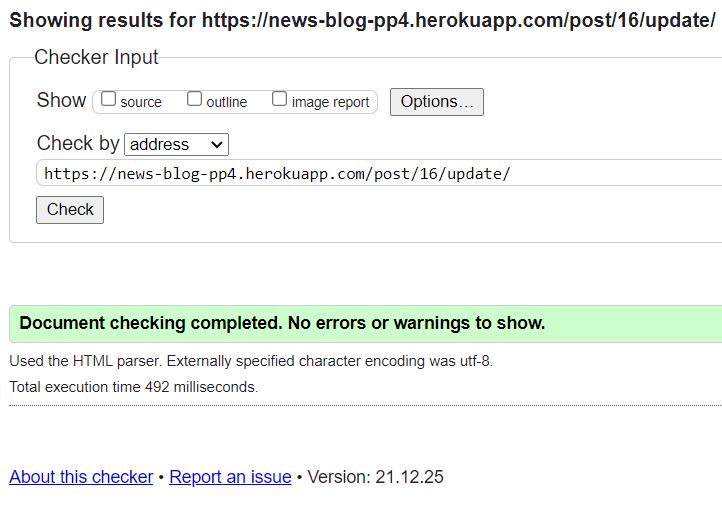 Showing results for https://news-blog-pp4.herokuapp.com/post/16/update/
Checker Input
Show source outline image report Options...
Check by address
https://news-blog-pp4.herokuapp.com/post/16/update/
Check
Document checking completed. No errors or warnings to show.
Used the HTML parser. Externally specified character encoding was utf-8.
Total execution time 492 milliseconds.
About this checker • Report an issue • Version: 21.12.25